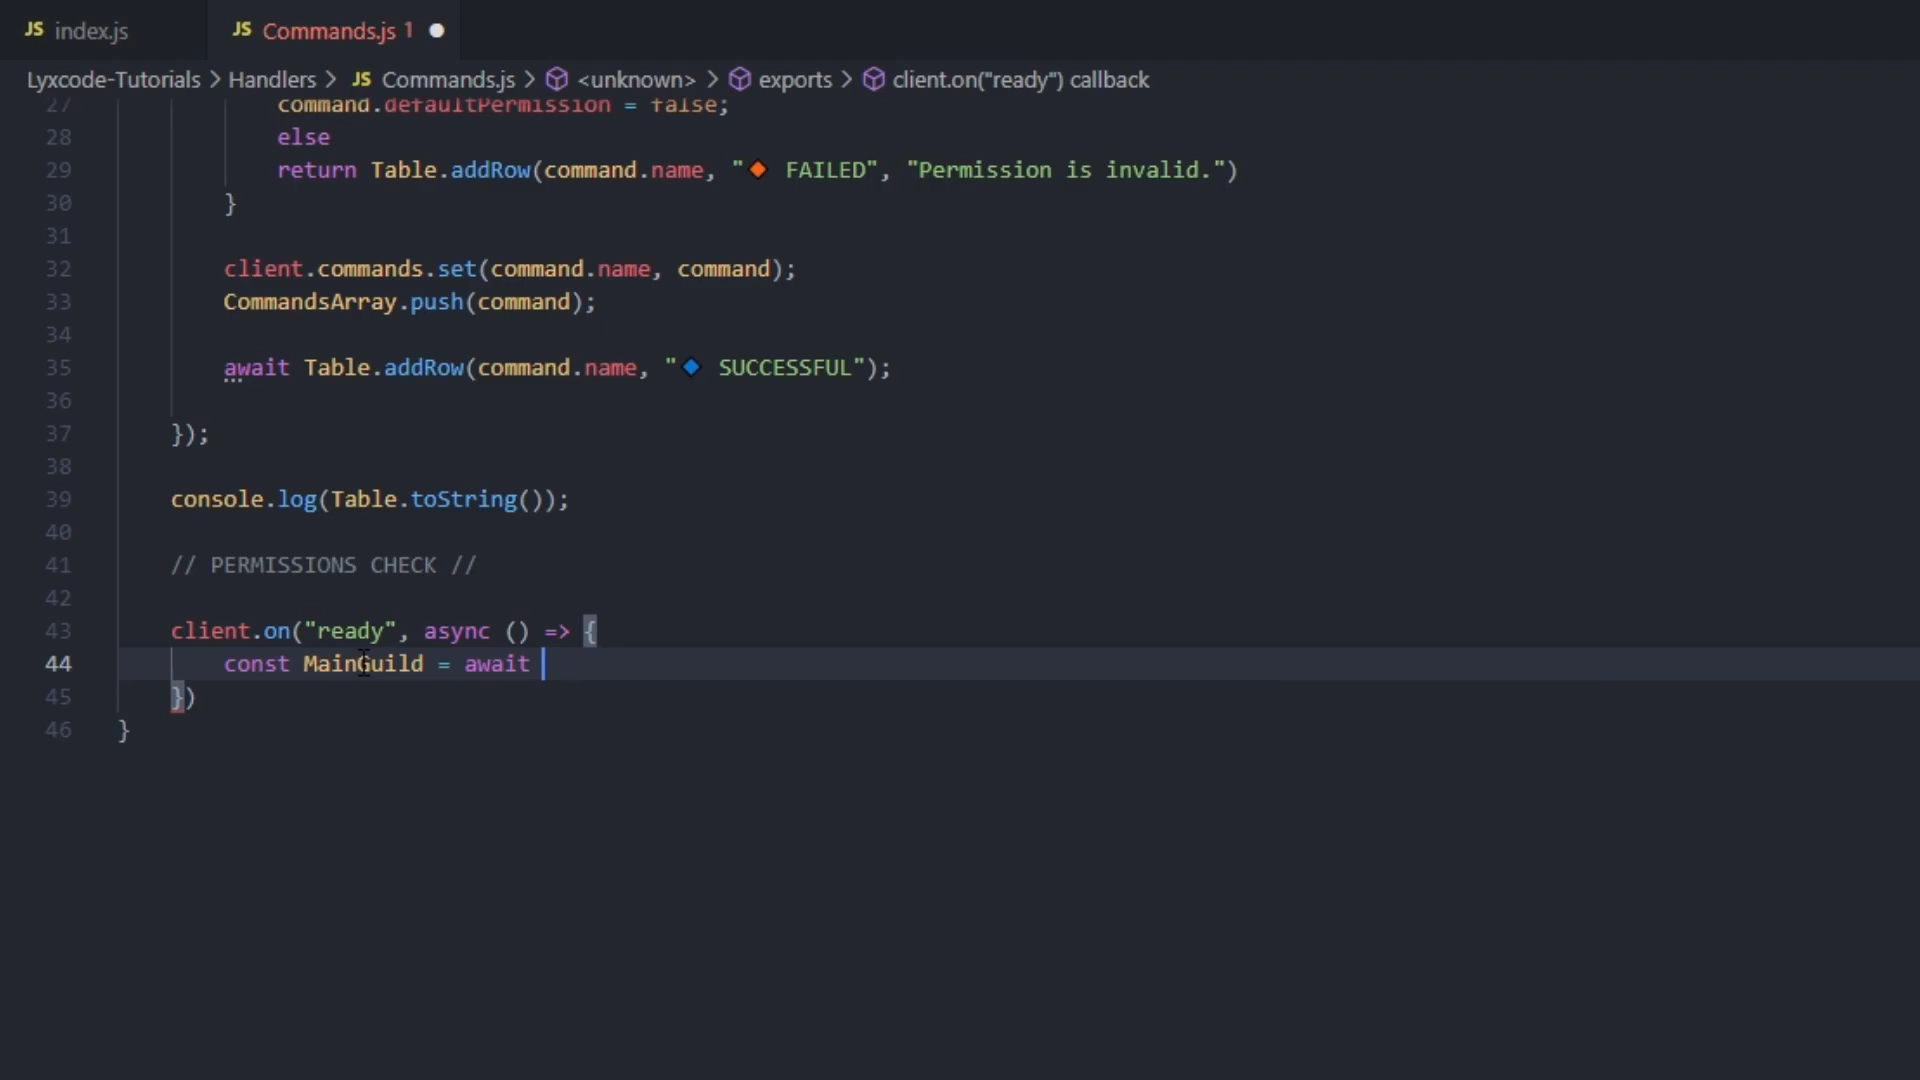 JS index.js JS Commands.js 1
Lyxcode-Tutorials > Handlers > JS Commands.js > <unknown> > exports > client.on("ready") callback
27 command.defaultPermission = false;
28 else
29 return Table.addRow(command.name, "🔶 FAILED", "Permission is invalid.")
30 }
31
32 client.commands.set(command.name, command);
33 CommandsArray.push(command);
34
35 await Table.addRow(command.name, "🔷 SUCCESSFUL");
36
37 });
38
39 console.log(Table.toString());
40
41 // PERMISSIONS CHECK //
42
43 client.on("ready", async () => {
44 const MainGuild = await
45 })
46 }